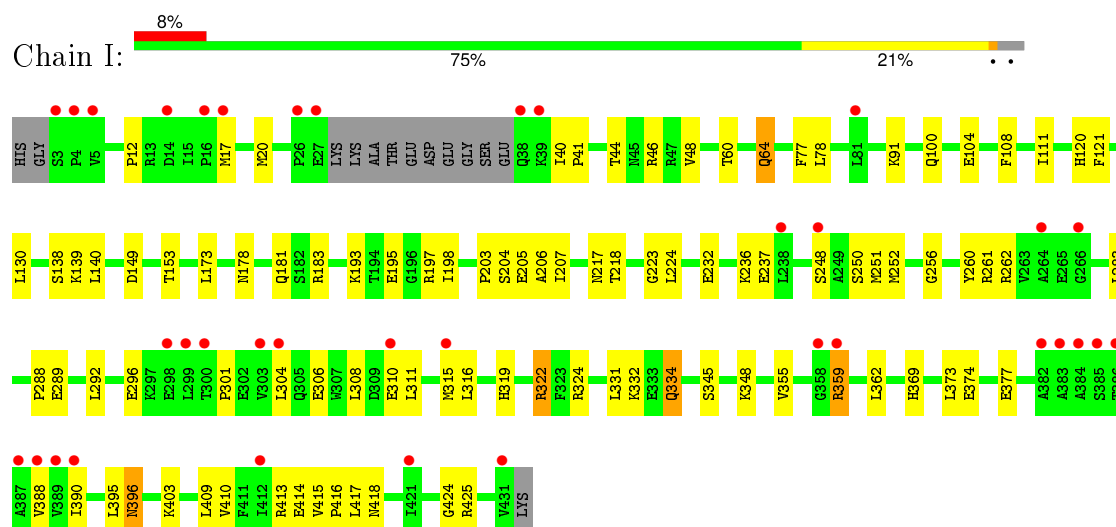 8%
Chain I:
75% 21% • •
HIS GLY S3 P4 V5 P12 R13 D14 I15 P16 M17 M20 P26 E27 LYS LYS ALA THR GLU ASP GLU GLY SER GLU Q38 K39 I40 P41 T44 N45 R46 R47 V48 T60 Q64 F77 L78 L81 K91 Q100 E104 F108 I111 H120 F121
L130 S138 K139 L140 D149 T153 L173 N178 Q181 S182 R183 K193 T194 E195 G196 R197 I198 P203 S204 E205 A206 I207 N217 T218 G223 L224 E232 K236 E237 L238 S248 A249 S250 M251 M252 G256 Y260 R261 R262 V263 A264 E265 G266
P288 E289 L292 E296 K297 E298 L299 T300 P301 E302 V303 L304 Q305 E306 W307 L308 D309 E310 L311 M315 L316 H319 R322 F323 R324 L331 K332 E333 Q334 S345 K348 V355 G358 R359 L362 H369 L373 E374 E377 A382 A383 A384 S385
A387 V388 V389 I390 L395 N396 K403 L409 V410 F411 I412 R413 E414 V415 P416 L417 N418 I421 G424 R425 V431 LYS